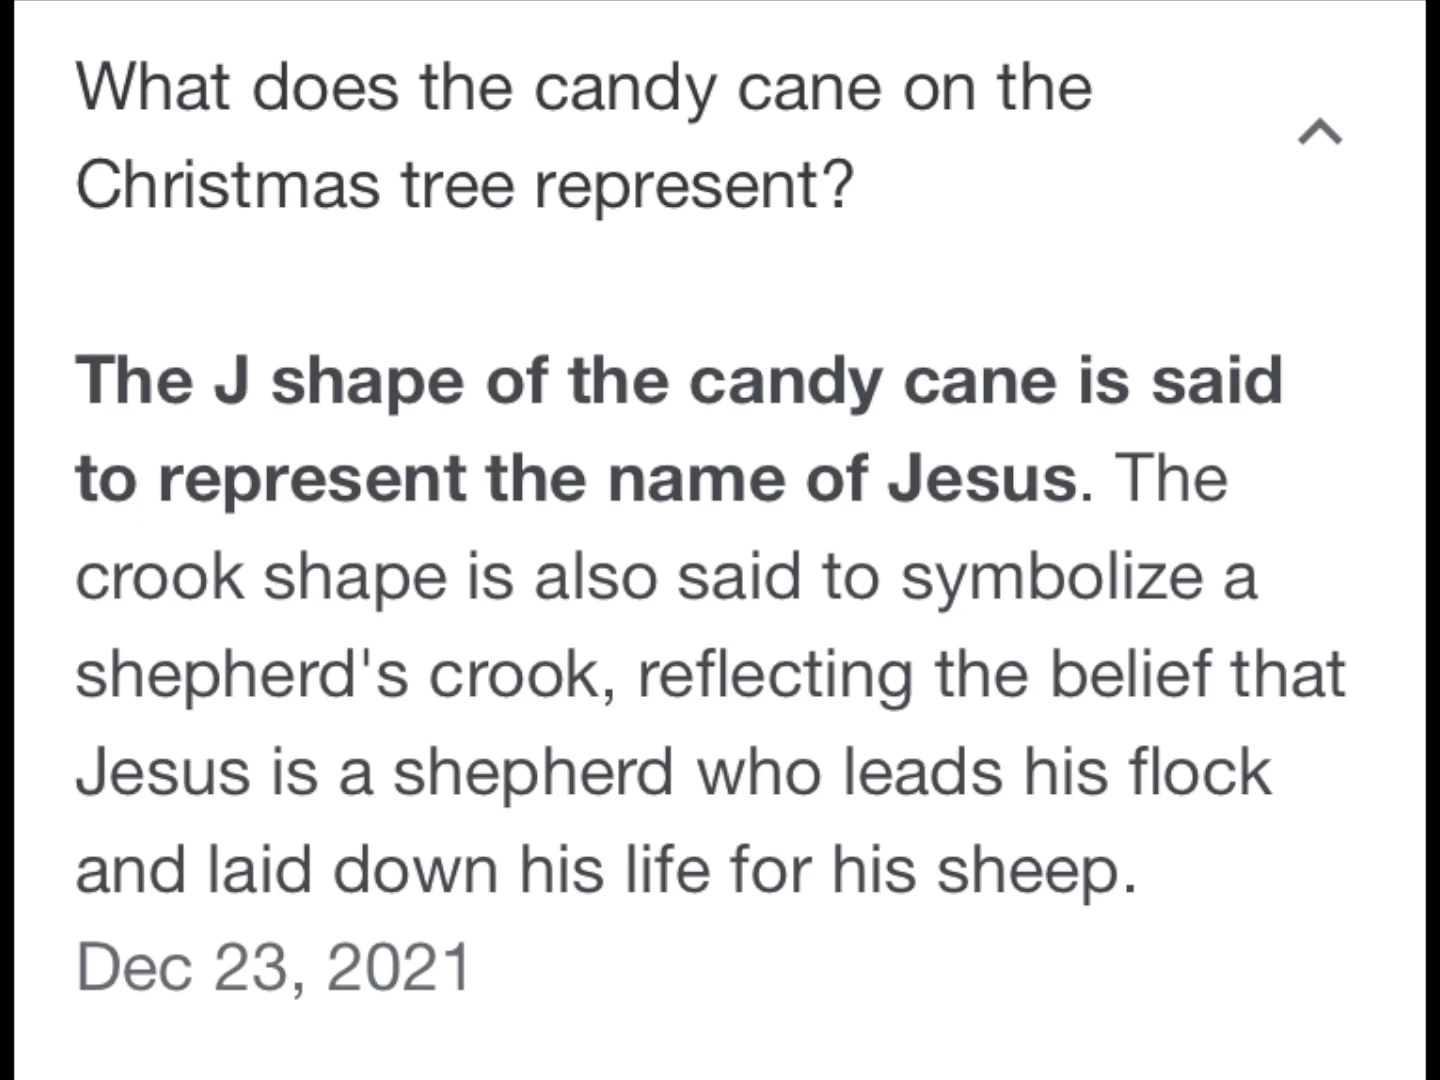 What does the candy cane on the
Christmas tree represent?
The J shape of the candy cane is said
to represent the name of Jesus. The
crook shape is also said to symbolize a
shepherd's crook, reflecting the belief that
Jesus is a shepherd who leads his flock
and laid down his life for his sheep.
Dec 23, 2021